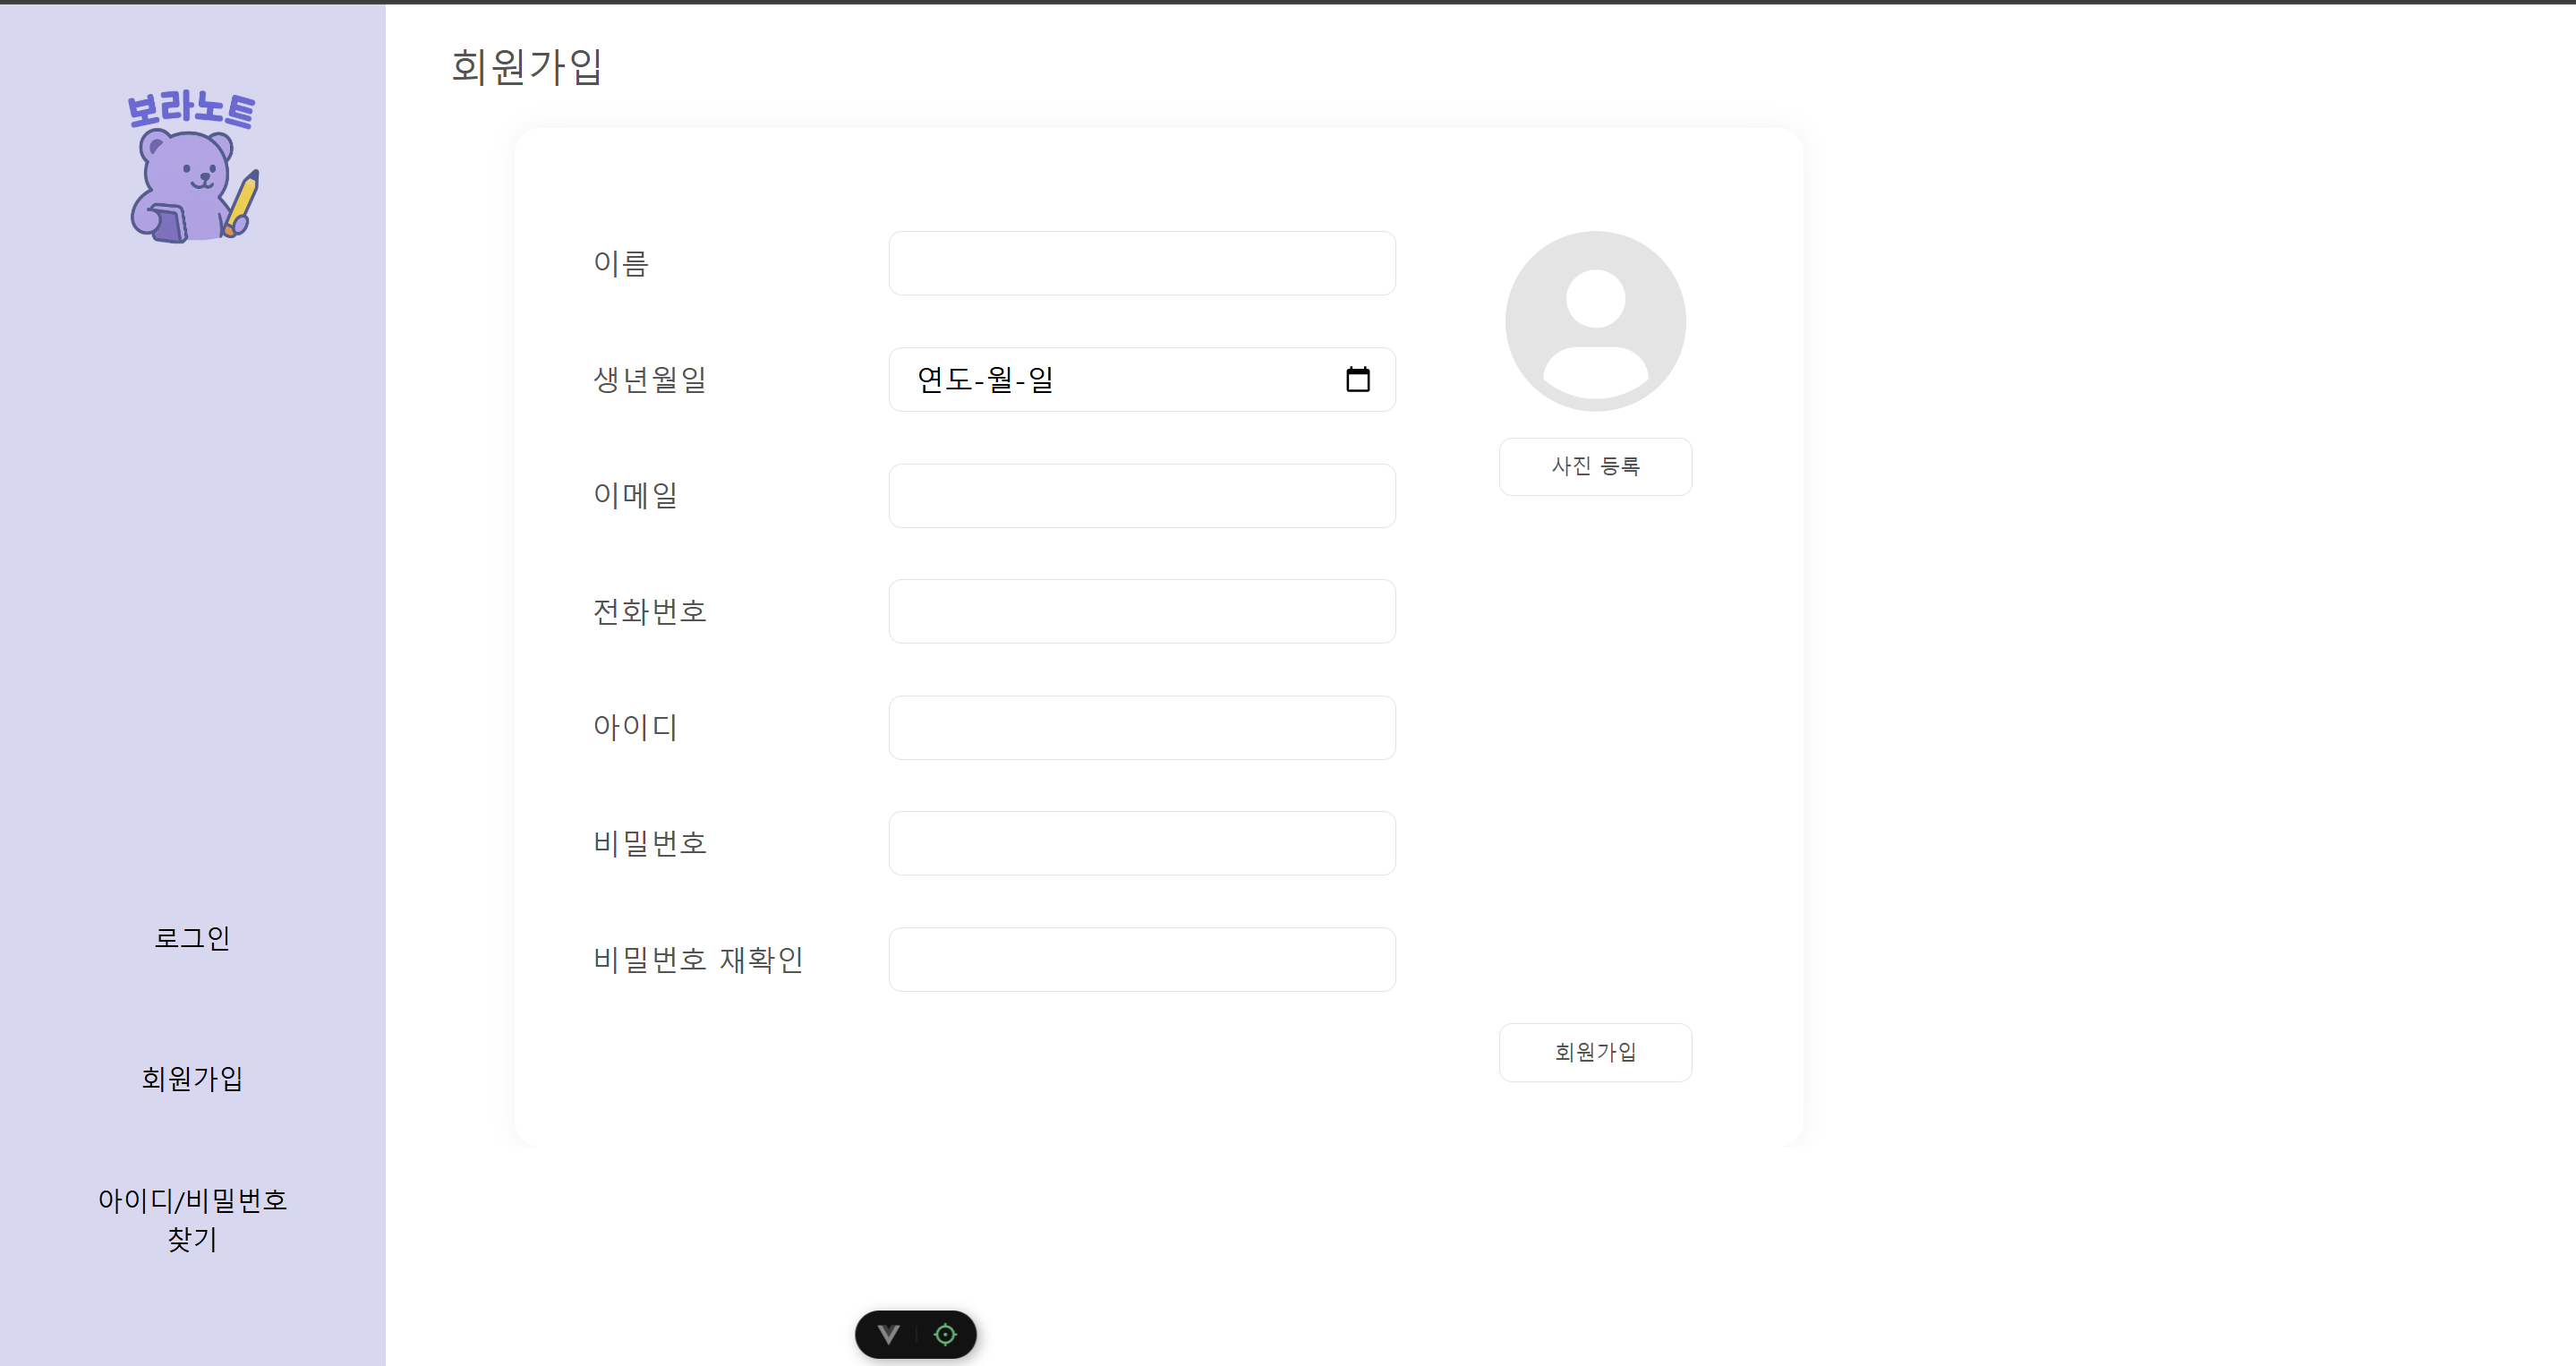 보라노트
로그인
회원가입
아이디/비밀번호
찾기
회원가입
이름
생년월일
연도-월-일
이메일
전화번호
아이디
비밀번호
비밀번호 재확인
사진 등록
회원가입